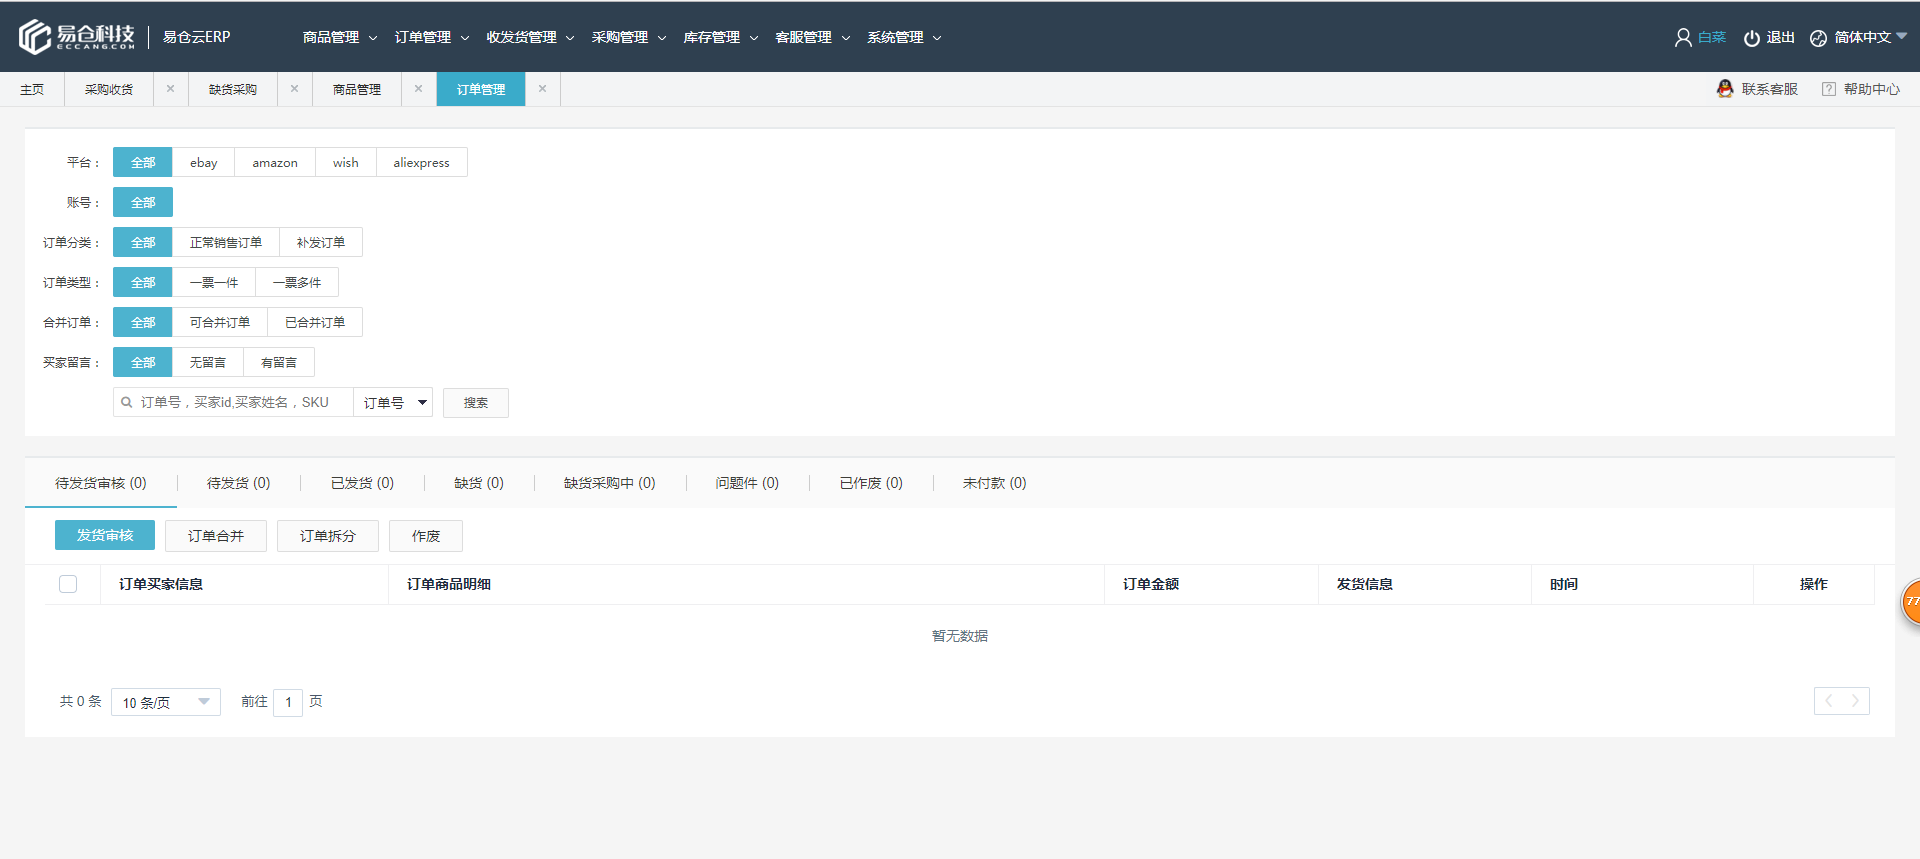 易仓科技 ECCANG.COM 易仓云ERP 商品管理 订单管理 收发货管理 采购管理 库存管理 客服管理 系统管理 白菜 退出 简体中文
主页 采购收货 × 缺货采购 × 商品管理 × 订单管理 × 联系客服 ? 帮助中心
平台： 全部 ebay amazon wish aliexpress
账号： 全部
订单分类： 全部 正常销售订单 补发订单
订单类型： 全部 一票一件 一票多件
合并订单： 全部 可合并订单 已合并订单
买家留言： 全部 无留言 有留言
订单号，买家id,买家姓名，SKU 订单号 搜索
待发货审核 (0) 待发货 (0) 已发货 (0) 缺货 (0) 缺货采购中 (0) 问题件 (0) 已作废 (0) 未付款 (0)
发货审核 订单合并 订单拆分 作废
订单买家信息 订单商品明细 订单金额 发货信息 时间 操作
77
暂无数据
共 0 条 10 条/页 前往 1 页